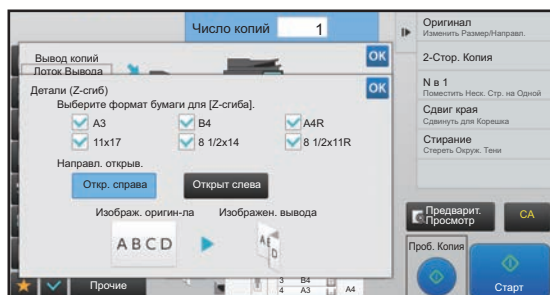 Число копий 1
Вывод копий
OK
Лоток Вывода
Детали (Z-сгиб)
OK
Выберите формат бумаги для [Z-сгиба].
A3
B4
A4R
11x17
8 1/2x14
8 1/2x11R
Направл. открыв.
Откр. справа
Открыт слева
Изображ. оригин-ла
Изображен. вывода
ABCD
Прочие
3 B4
4 A3
A4
Оригинал
Изменить Размер/Направл.
2-Стор. Копия
N в 1
Поместить Неск. Стр. на Одной
Сдвиг края
Сдвинуть для Корешка
Стирание
Стереть Окруж. Тени
Предварит.
Просмотр
CA
Проб. Копия
Старт